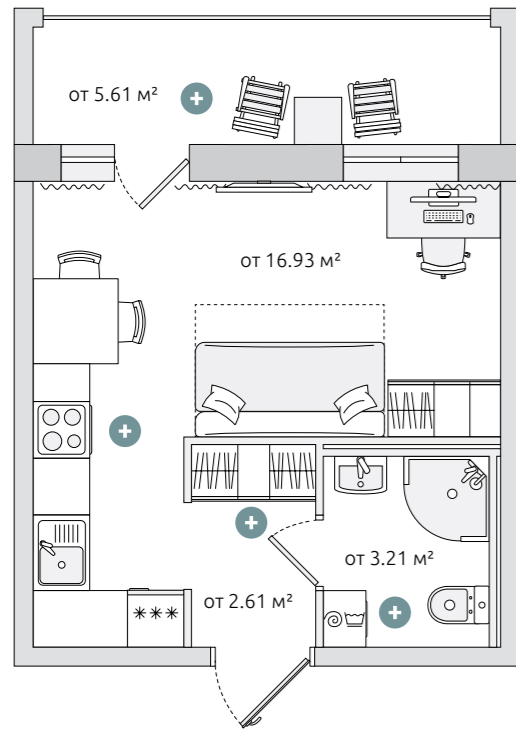 от 5.61 м²
от 16.93 м²
от 3.21 м²
от 2.61 м²